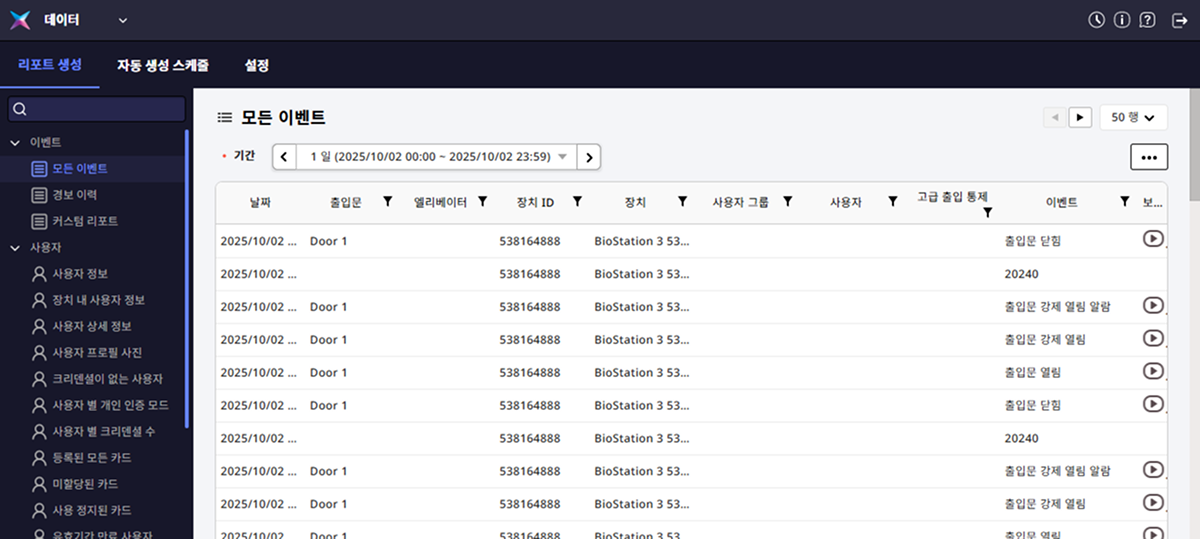 데이터
리포트 생성 자동 생성 스케줄 설정
이벤트
모든 이벤트
경보 이력
커스텀 리포트
사용자
사용자 정보
장치 내 사용자 정보
사용자 상세 정보
사용자 프로필 사진
크리덴셜이 없는 사용자
사용자 별 개인 인증 모드
사용자 별 크리덴셜 수
등록된 모든 카드
미할당된 카드
사용 정지된 카드
유효기간 만료 사용자
모든 이벤트
50 행
• 기간 1 일 (2025/10/02 00:00 ~ 2025/10/02 23:59)
날짜 출입문 엘리베이터 장치 ID 장치 사용자 그룹 사용자 고급 출입 통제 이벤트 보...
2025/10/02 ... Door 1 538164888 BioStation 3 53... 출입문 닫힘
2025/10/02 ... 538164888 BioStation 3 53... 20240
2025/10/02 ... Door 1 538164888 BioStation 3 53... 출입문 강제 열림 알람
2025/10/02 ... Door 1 538164888 BioStation 3 53... 출입문 강제 열림
2025/10/02 ... Door 1 538164888 BioStation 3 53... 출입문 열림
2025/10/02 ... Door 1 538164888 BioStation 3 53... 출입문 닫힘
2025/10/02 ... 538164888 BioStation 3 53... 20240
2025/10/02 ... Door 1 538164888 BioStation 3 53... 출입문 강제 열림 알람
2025/10/02 ... Door 1 538164888 BioStation 3 53... 출입문 강제 열림
2025/10/02 ... Door 1 538164888 BioStation 3 53... 출입문 열림